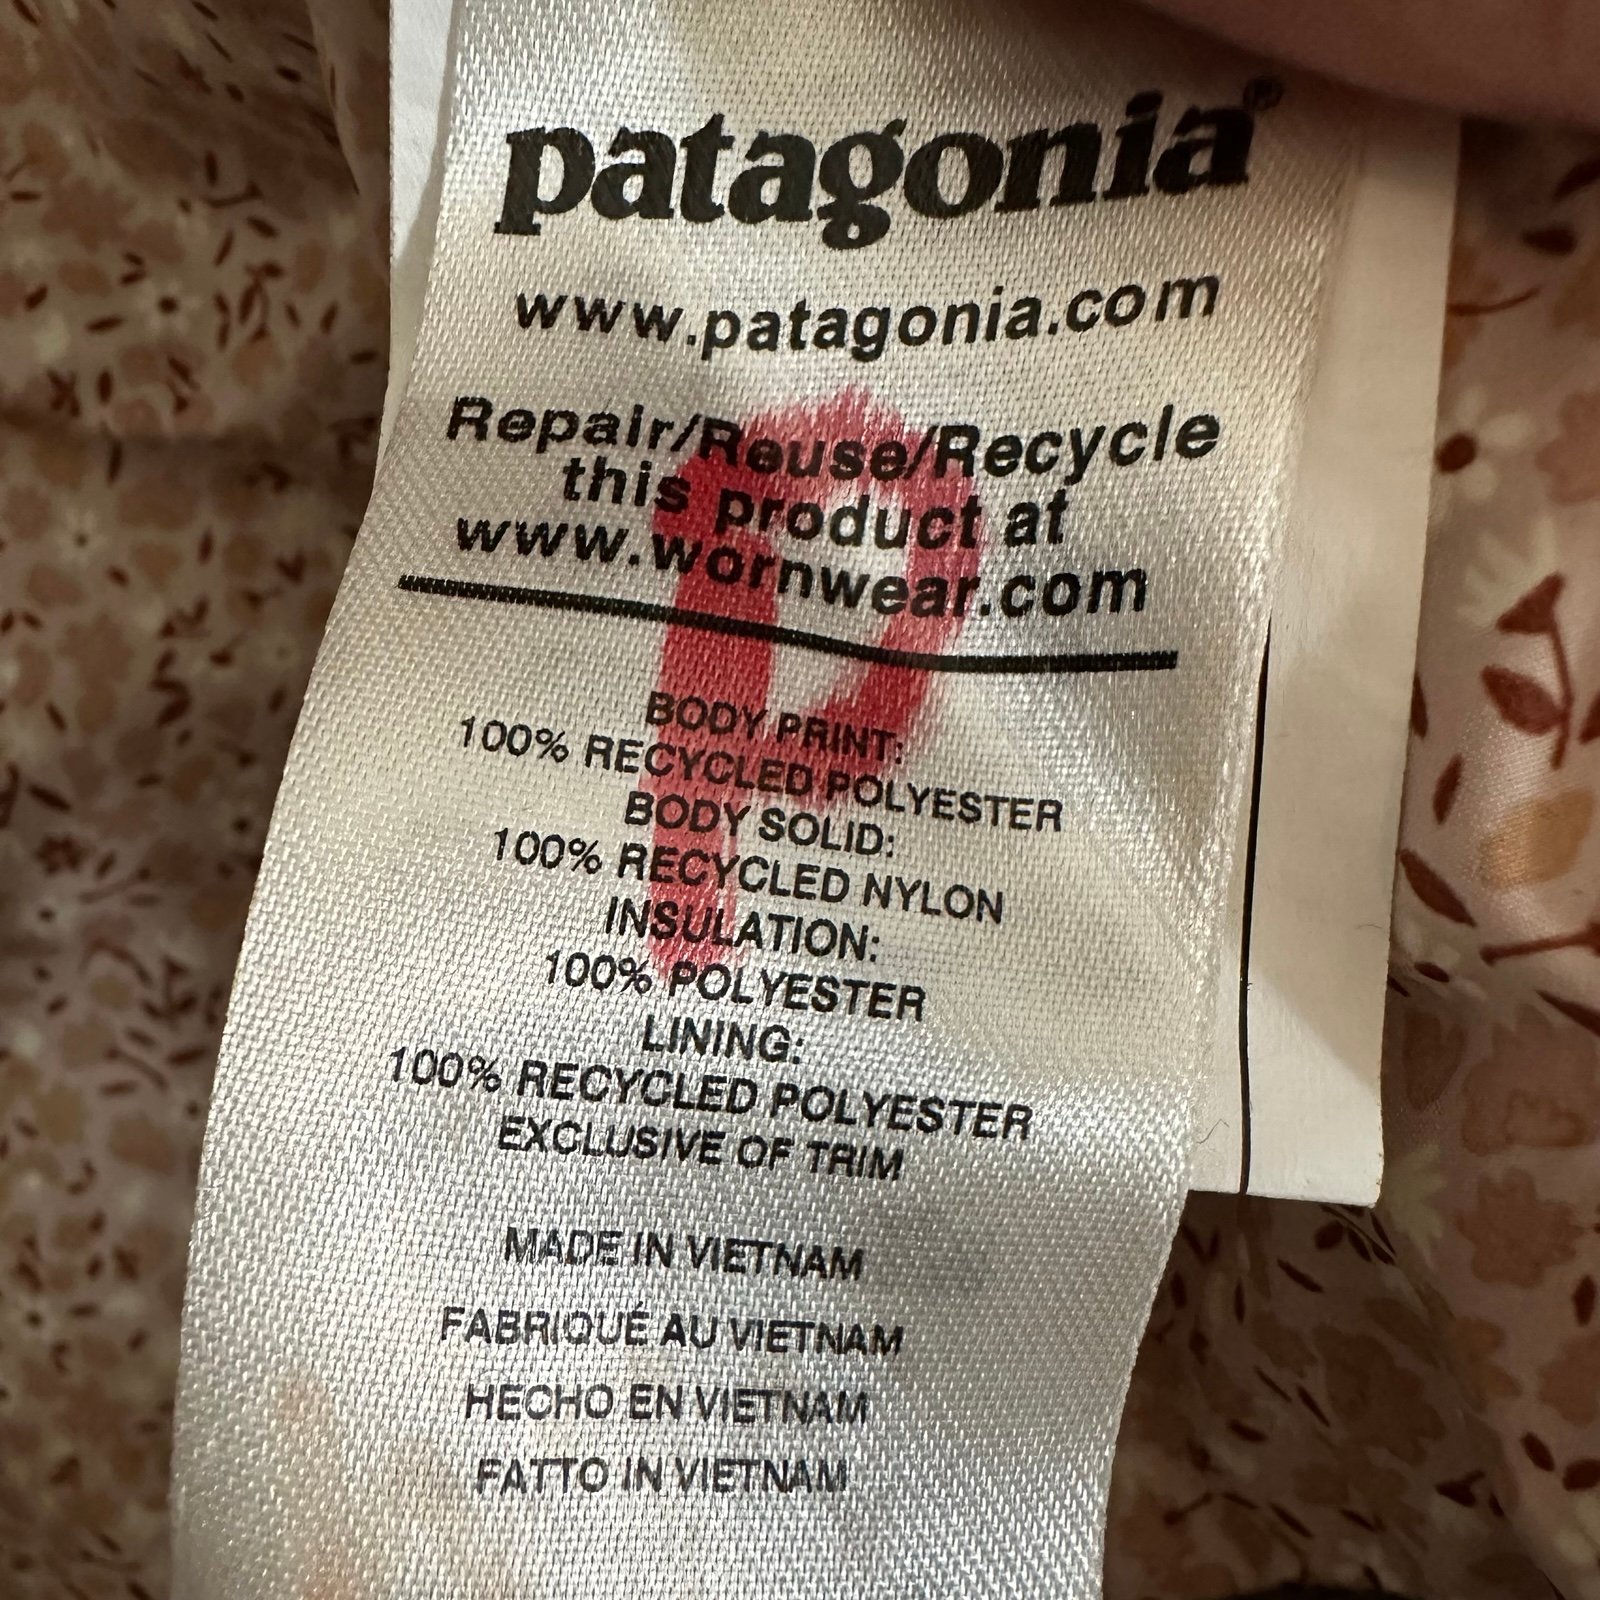 patagonia®
www.patagonia.com
Repair/Reuse/Recycle
this product at
www.wornwear.com
P
BODY PRINT:
100% RECYCLED POLYESTER
BODY SOLID:
100% RECYCLED NYLON
INSULATION:
100% POLYESTER
LINING:
100% RECYCLED POLYESTER
EXCLUSIVE OF TRIM
MADE IN VIETNAM
FABRIQUÉ AU VIETNAM
HECHO EN VIETNAM
FATTO IN VIETNAM